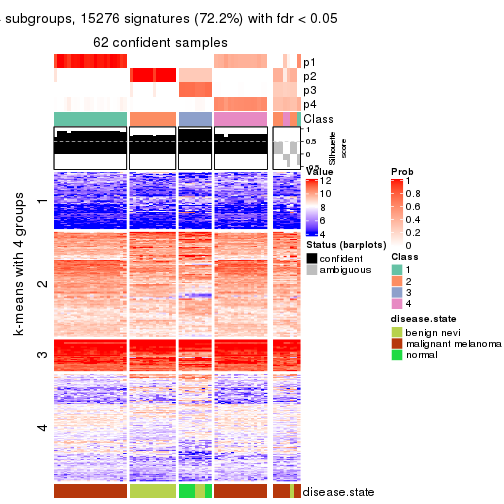 subgroups, 15276 signatures (72.2%) with fdr < 0.05
62 confident samples
p1
p2
p3
p4
Class
1
0.5
0
-0.5
Silhouette
score
k-means with 4 groups
1
2
3
4
disease.state
Value
12
10
8
6
4
Status (barplots)
confident
ambiguous
Prob
1
0.8
0.6
0.4
0.2
0
Class
1
2
3
4
disease.state
benign nevi
malignant melanoma
normal